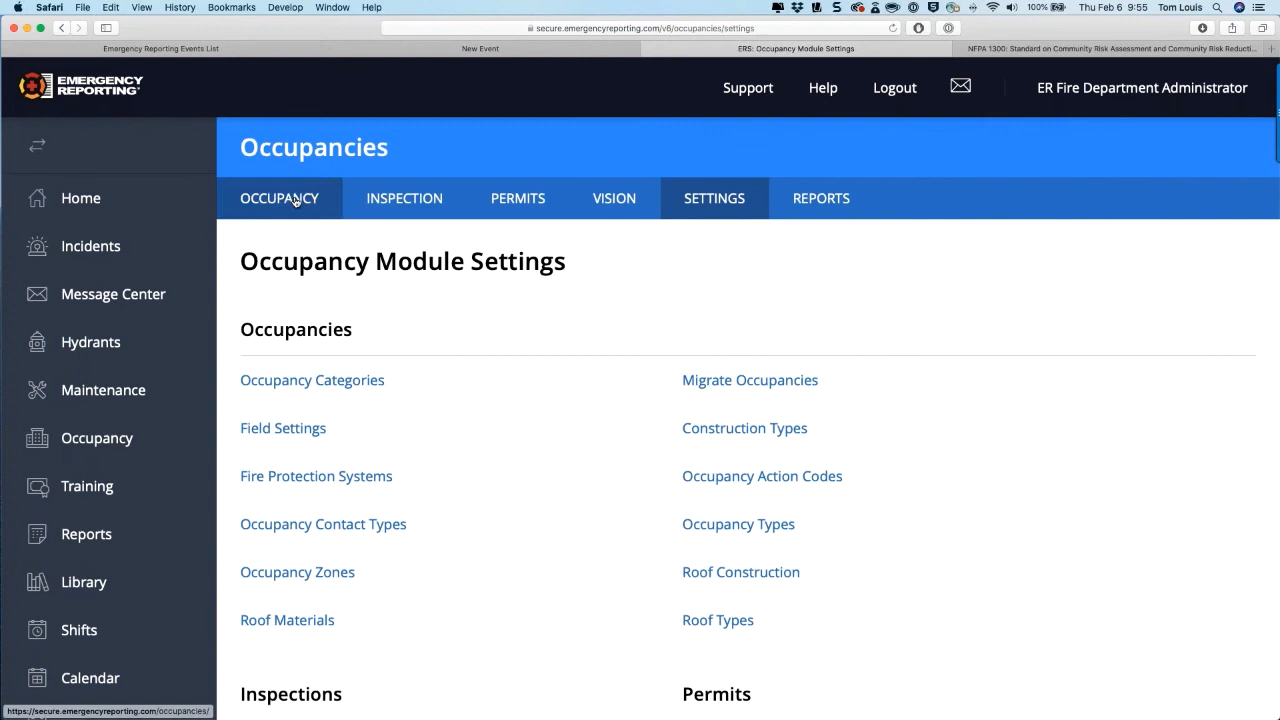 Safari File Edit View History Bookmarks Develop Window Help 100% Thu Feb 6 9:55 Tom Louis
secure.emergencyreporting.com/v6/occupancies/settings
Emergency Reporting Events List New Event ERS: Occupancy Module Settings NFPA 1300: Standard on Community Risk Assessment and Community Risk Reducti...
EMERGENCY
REPORTING
Support Help Logout ER Fire Department Administrator
Occupancies
OCCUPANCY INSPECTION PERMITS VISION SETTINGS REPORTS
Home
Incidents
Message Center
Hydrants
Maintenance
Occupancy
Training
Reports
Library
Shifts
Calendar
Occupancy Module Settings
Occupancies
Occupancy Categories Migrate Occupancies
Field Settings Construction Types
Fire Protection Systems Occupancy Action Codes
Occupancy Contact Types Occupancy Types
Occupancy Zones Roof Construction
Roof Materials Roof Types
Inspections Permits
https://secure.emergencyreporting.com/occupancies/